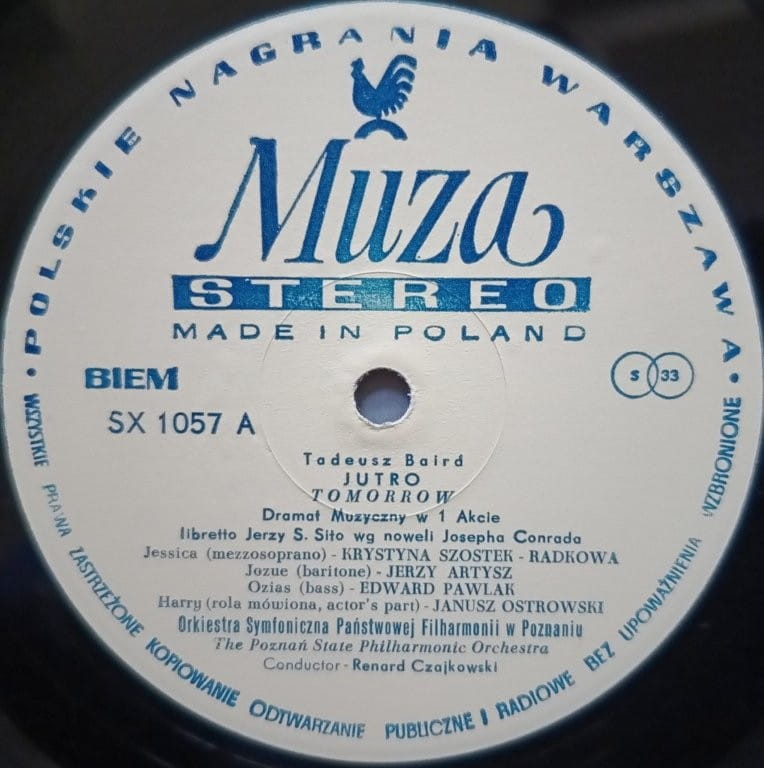 • POLSKIE NAGRANIA WARSZAWA •
Muza
STEREO
MADE IN POLAND
BIEM
S 33
SX 1057 A
Tadeusz Baird
JUTRO
TOMORROW
Dramat Muzyczny w 1 Akcie
libretto Jerzy S. Sito wg noweli Josepha Conrada
Jessica (mezzosoprano) - KRYSTYNA SZOSTEK - RADKOWA
Jozue (baritone) - JERZY ARTYSZ
Ozias (bass) - EDWARD PAWLAK
Harry (rola mówiona, actor's part) - JANUSZ OSTROWSKI
Orkiestra Symfoniczna Państwowej Filharmonii w Poznaniu
The Poznań State Philharmonic Orchestra
Conductor - Renard Czajkowski
WSZYSTKIE PRAWA ZASTRZEŻONE KOPIOWANIE ODTWARZANIE PUBLICZNE I RADIOWE BEZ UPOWAŻNIENIA WZBRONIONE